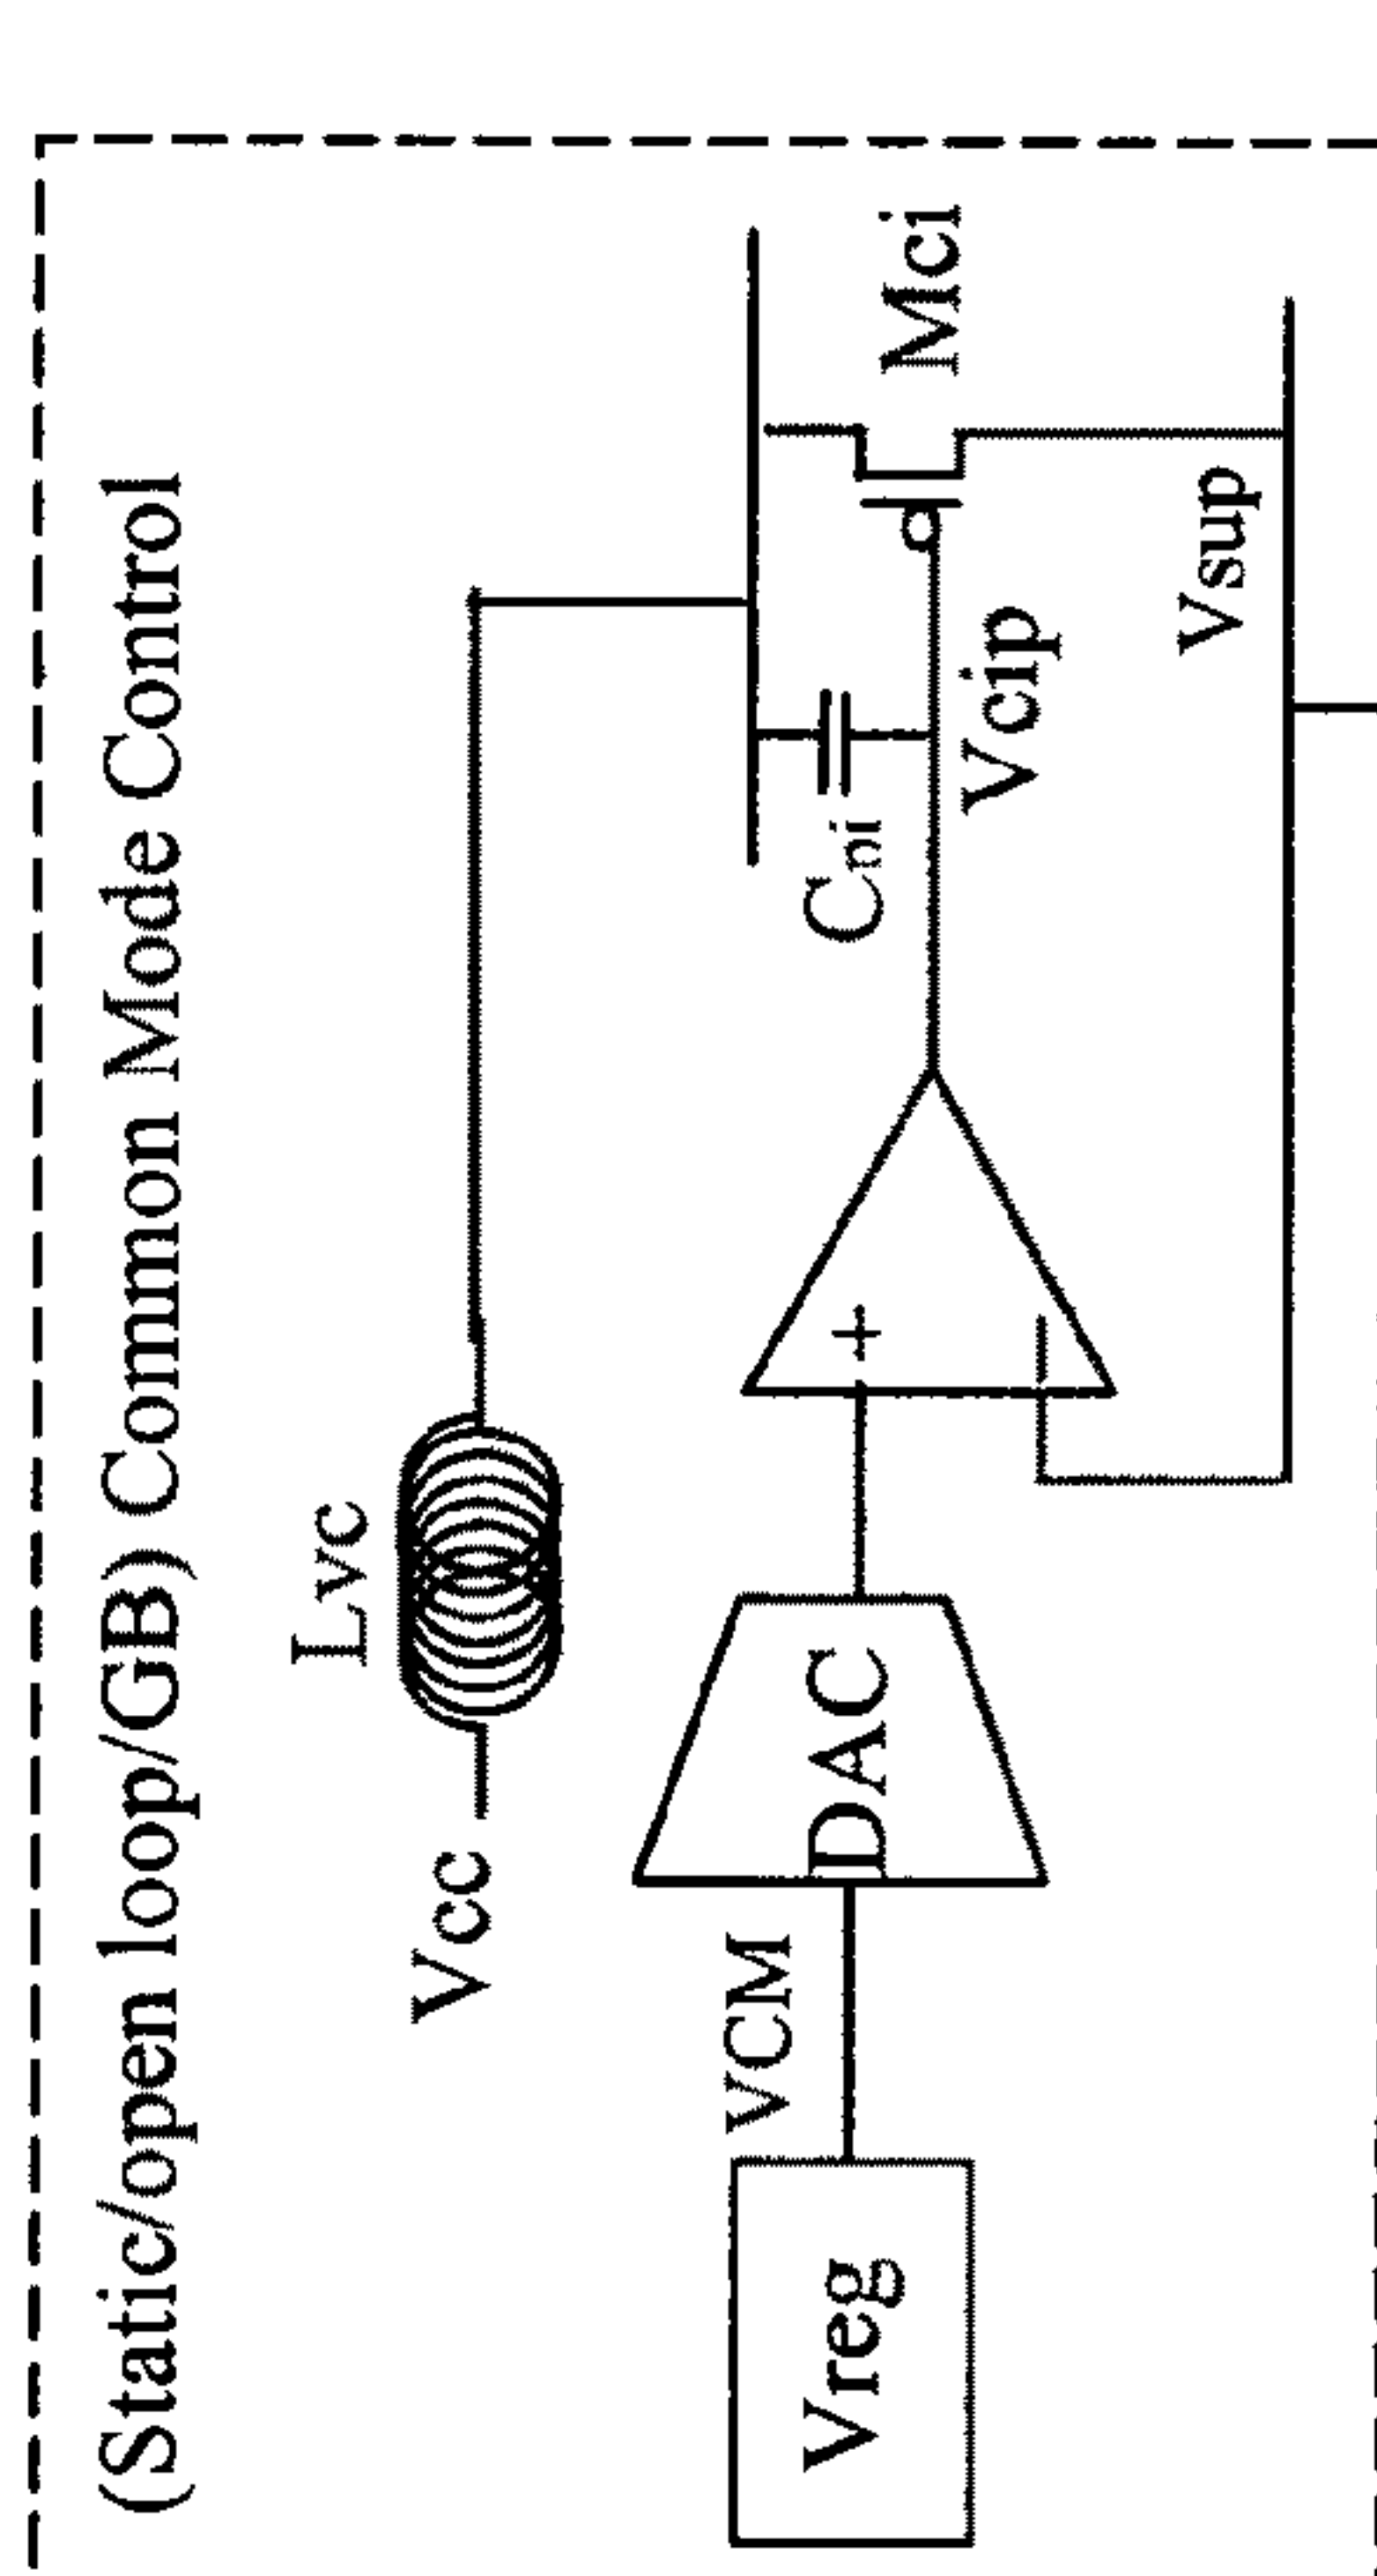 (Static/open loop/GB) Common Mode Control
Lvc
Vcc
Mci
Cni
VCM
Vreg
DAC
+
−
Vcip
Vsup